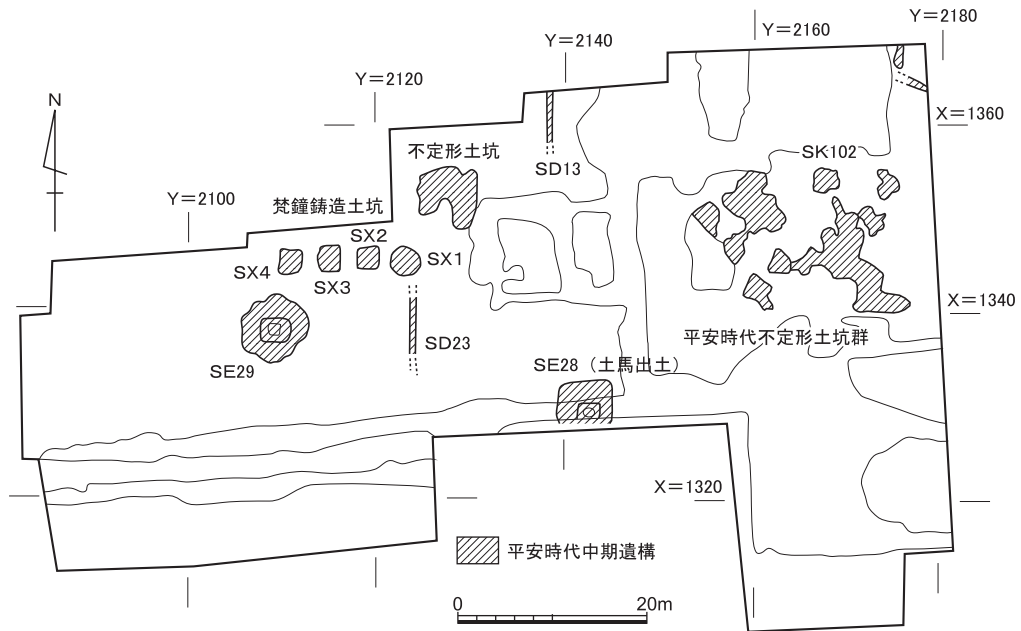 Y=2180
Y=2160
Y=2140
Y=2120
N
X=1360
不定形土坑
SD13
SK102
Y=2100
梵鐘鋳造土坑
SX2
SX4
SX3
SX1
X=1340
SD23
平安時代不定形土坑群
SE29
SE28（土馬出土）
X=1320
平安時代中期遺構
0
20m